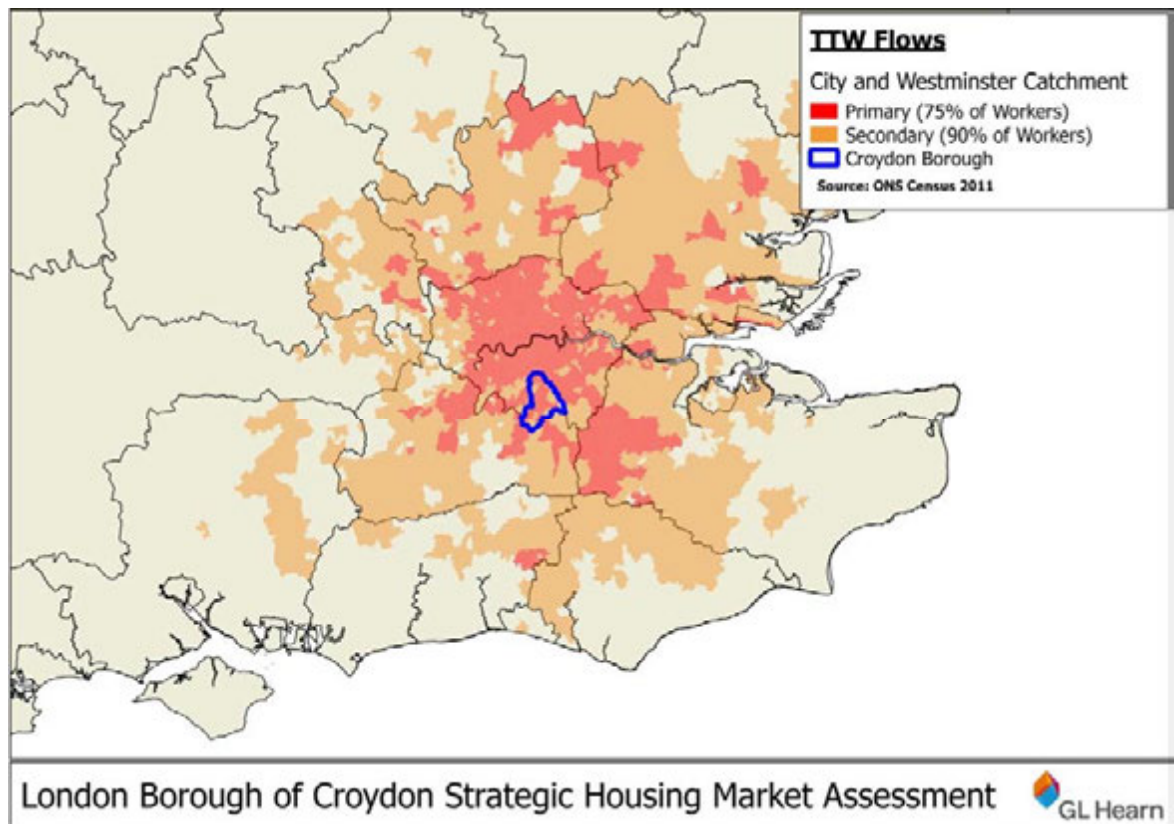 TTW Flows
City and Westminster Catchment
Primary (75% of Workers)
Secondary (90% of Workers)
Croydon Borough
Source: ONS Census 2011
London Borough of Croydon Strategic Housing Market Assessment
GL Hearn